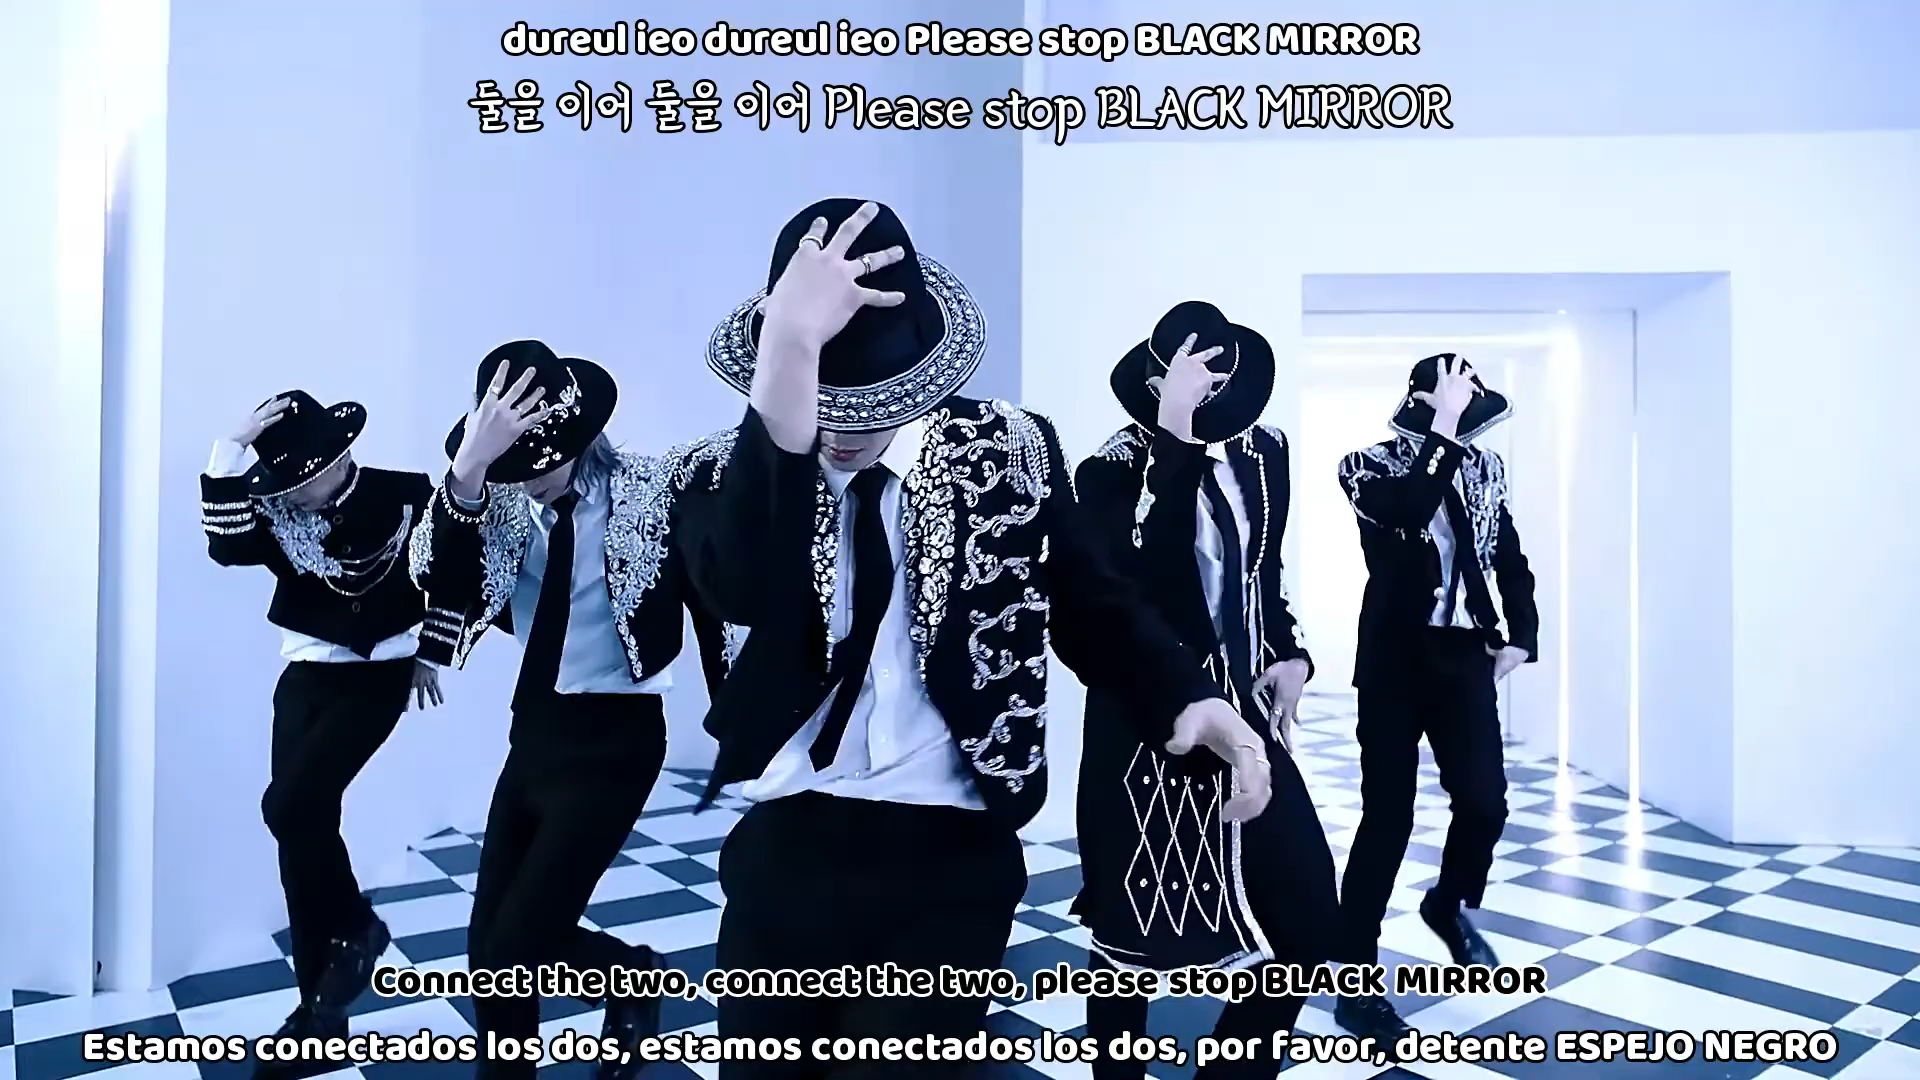 dureul ieo dureul ieo Please stop BLACK MIRROR
둘을 이어 둘을 이어 Please stop BLACK MIRROR
Connect the two, connect the two, please stop BLACK MIRROR
Estamos conectados los dos, estamos conectados los dos, por favor, detente ESPEJO NEGRO